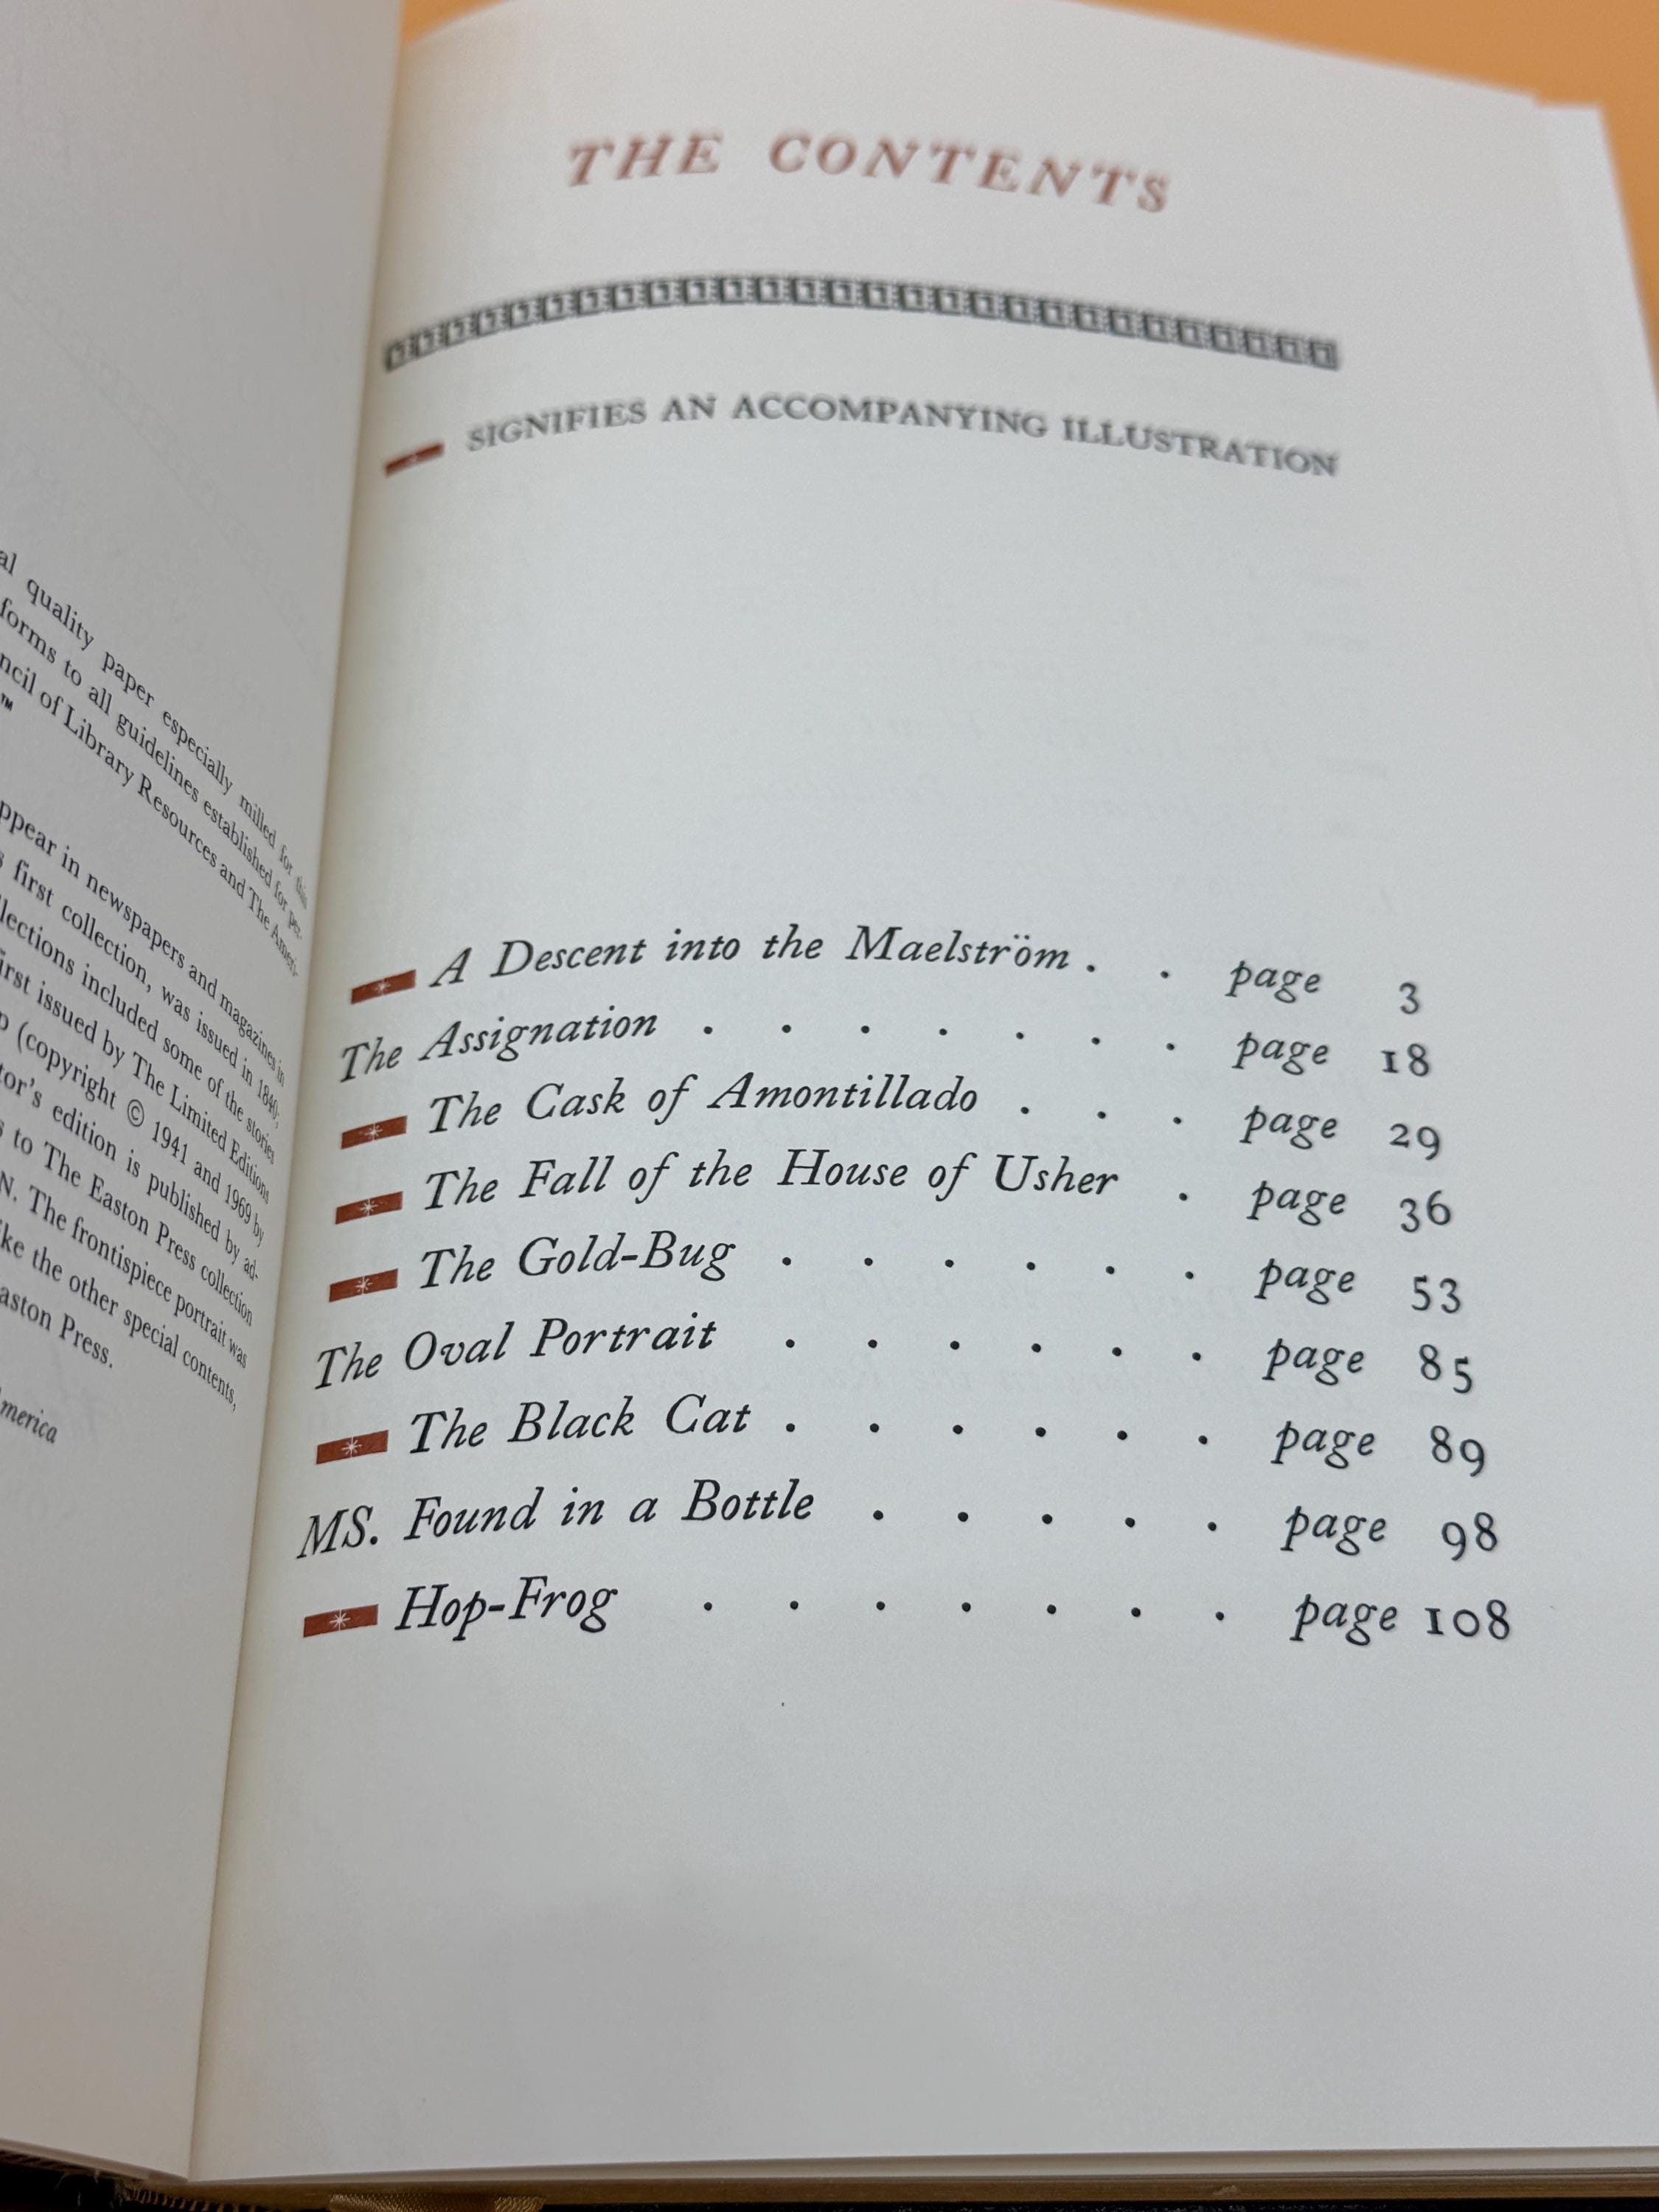 al quality paper especially milled for this
forms to all guidelines established for per-
ncil of Library Resources and The Ameri-
™
ppear in newspapers and magazines in
s first collection, was issued in 1840;
llections included some of the stories
irst issued by The Limited Editions
p (copyright © 1941 and 1969 by
tor's edition is published by ad-
s to The Easton Press collection
N. The frontispiece portrait was
ike the other special contents,
aston Press.
merica
THE CONTENTS
SIGNIFIES AN ACCOMPANYING ILLUSTRATION
A Descent into the Maelström . . page 3
The Assignation . . . . . . . page 18
The Cask of Amontillado . . . page 29
The Fall of the House of Usher . page 36
The Gold-Bug . . . . . . page 53
The Oval Portrait . . . . . . page 85
The Black Cat . . . . . . page 89
MS. Found in a Bottle . . . . . page 98
Hop-Frog . . . . . . . page 108